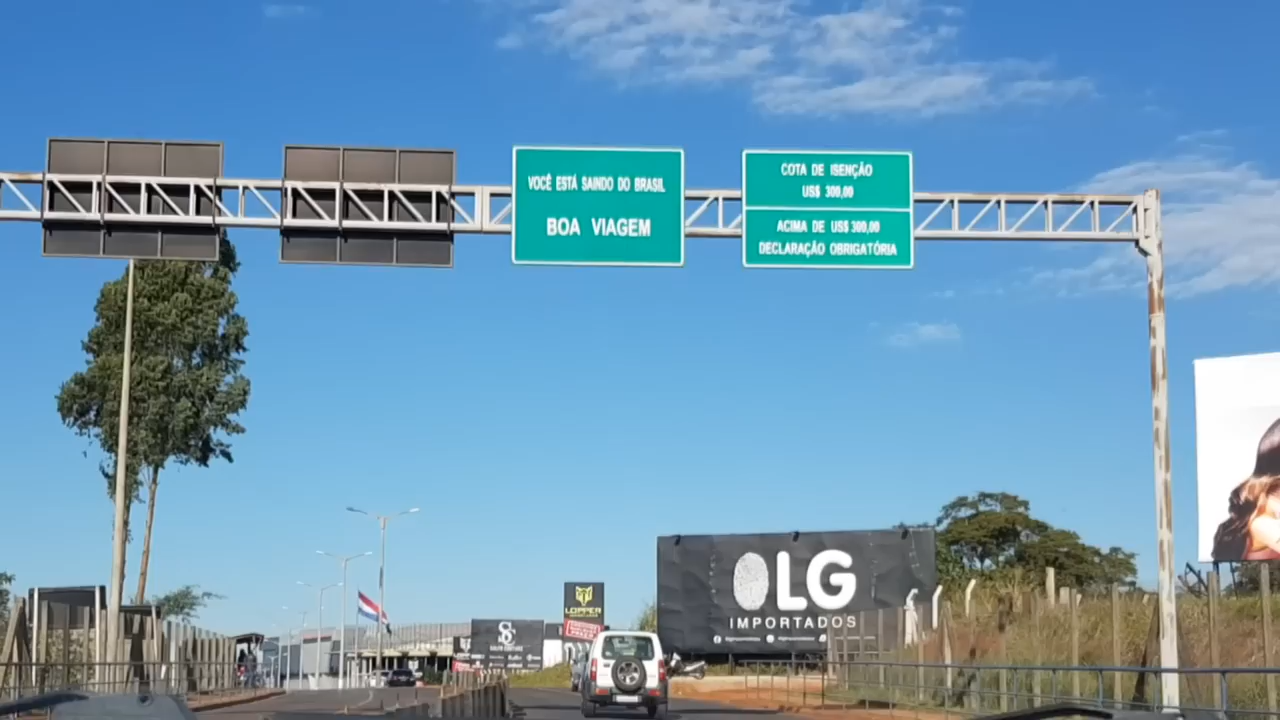 VOCÊ ESTÁ SAINDO DO BRASIL
BOA VIAGEM
COTA DE ISENÇÃO
US$ 300,00
ACIMA DE US$ 300,00
DECLARAÇÃO OBRIGATÓRIA
LG
IMPORTADOS
LOPPER